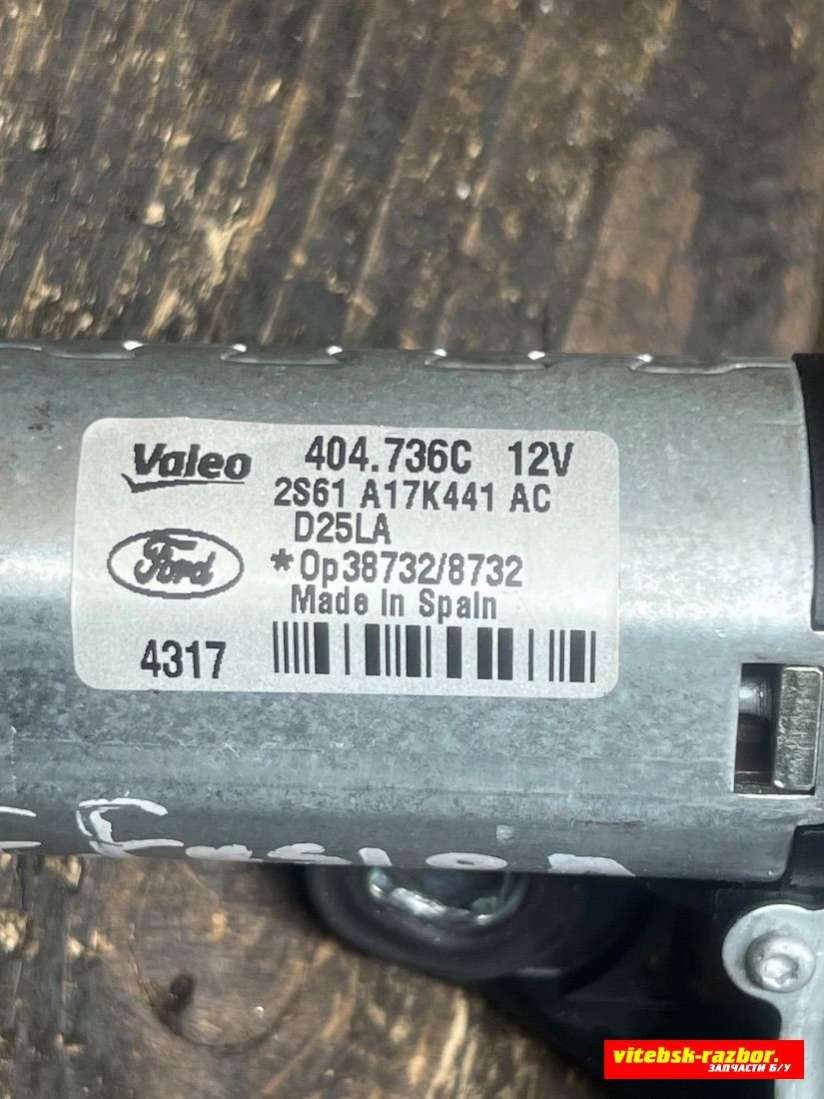 Valeo 404.736C 12V
2S61 A17K441 AC
D25LA
Ford *Op38732/8732
Made In Spain
4317
vitebsk-razbor.
ЗАПЧАСТИ Б/У